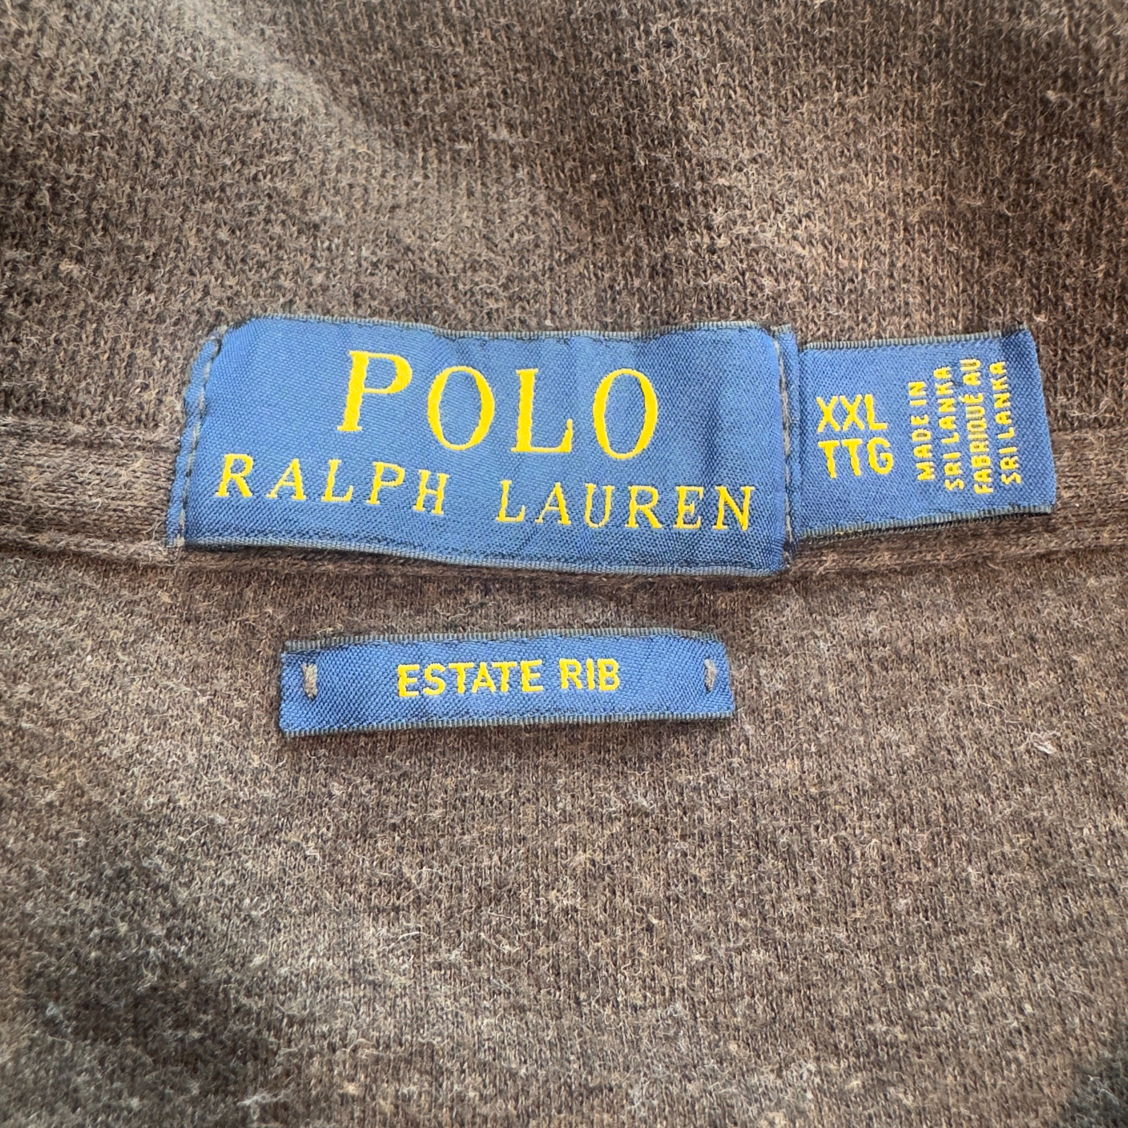 POLO
RALPH LAUREN
XXL
TTG
MADE IN
SRI LANKA
FABRIQUÉ AU
SRI LANKA
ESTATE RIB